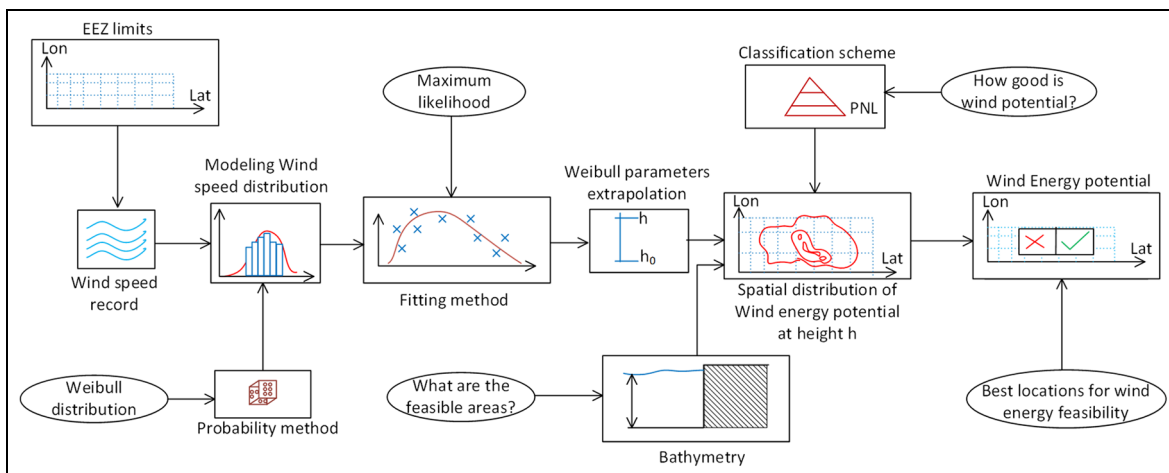 EEZ limits
Lon
Lat
Maximum
likelihood
Classification scheme
PNL
How good is
wind potential?
Modeling Wind
speed distribution
Weibull parameters
extrapolation
h
h0
Wind Energy potential
Lon
Lat
Lon
Lat
Wind speed
record
Fitting method
Spatial distribution of
Wind energy potential
at height h
Weibull
distribution
Probability method
What are the
feasible areas?
Bathymetry
Best locations for wind
energy feasibility